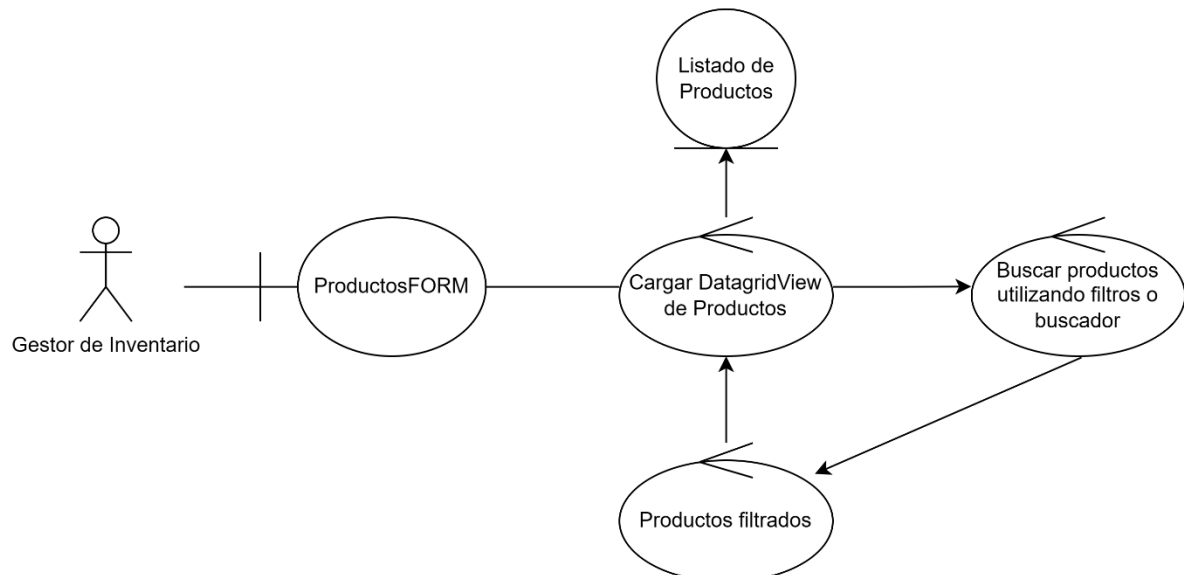 Listado de
Productos
Gestor de Inventario
ProductosFORM
Cargar DatagridView
de Productos
Buscar productos
utilizando filtros o
buscador
Productos filtrados